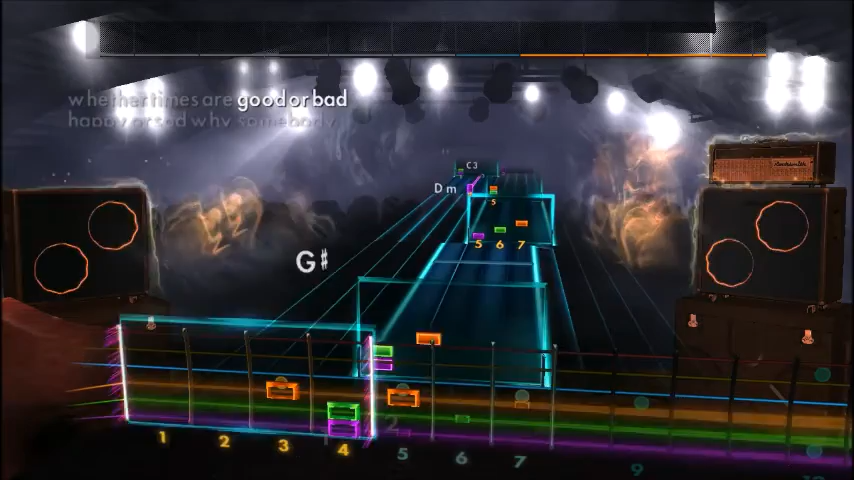 whether times are good or bad
happy or sad why somebody
C3
Dm
5
5 6 7
G#
1 2 3 4 5 6 7 9